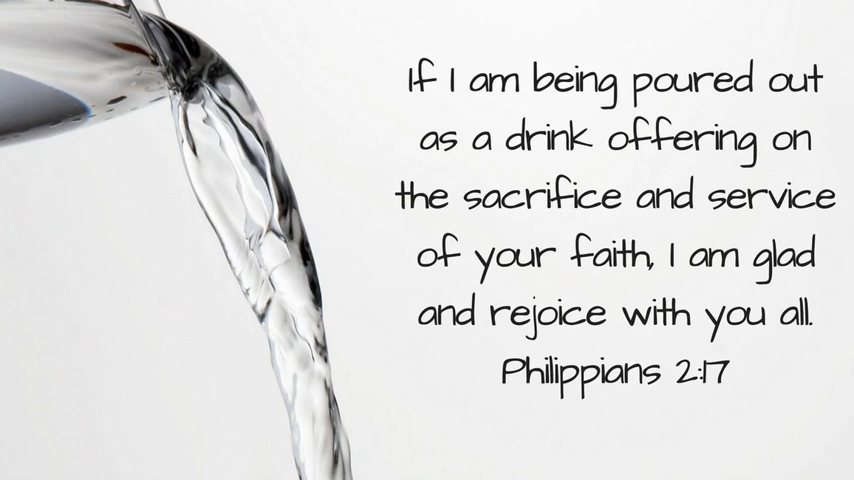 If I am being poured out
as a drink offering on
the sacrifice and service
of your faith, I am glad
and rejoice with you all.
Philippians 2:17